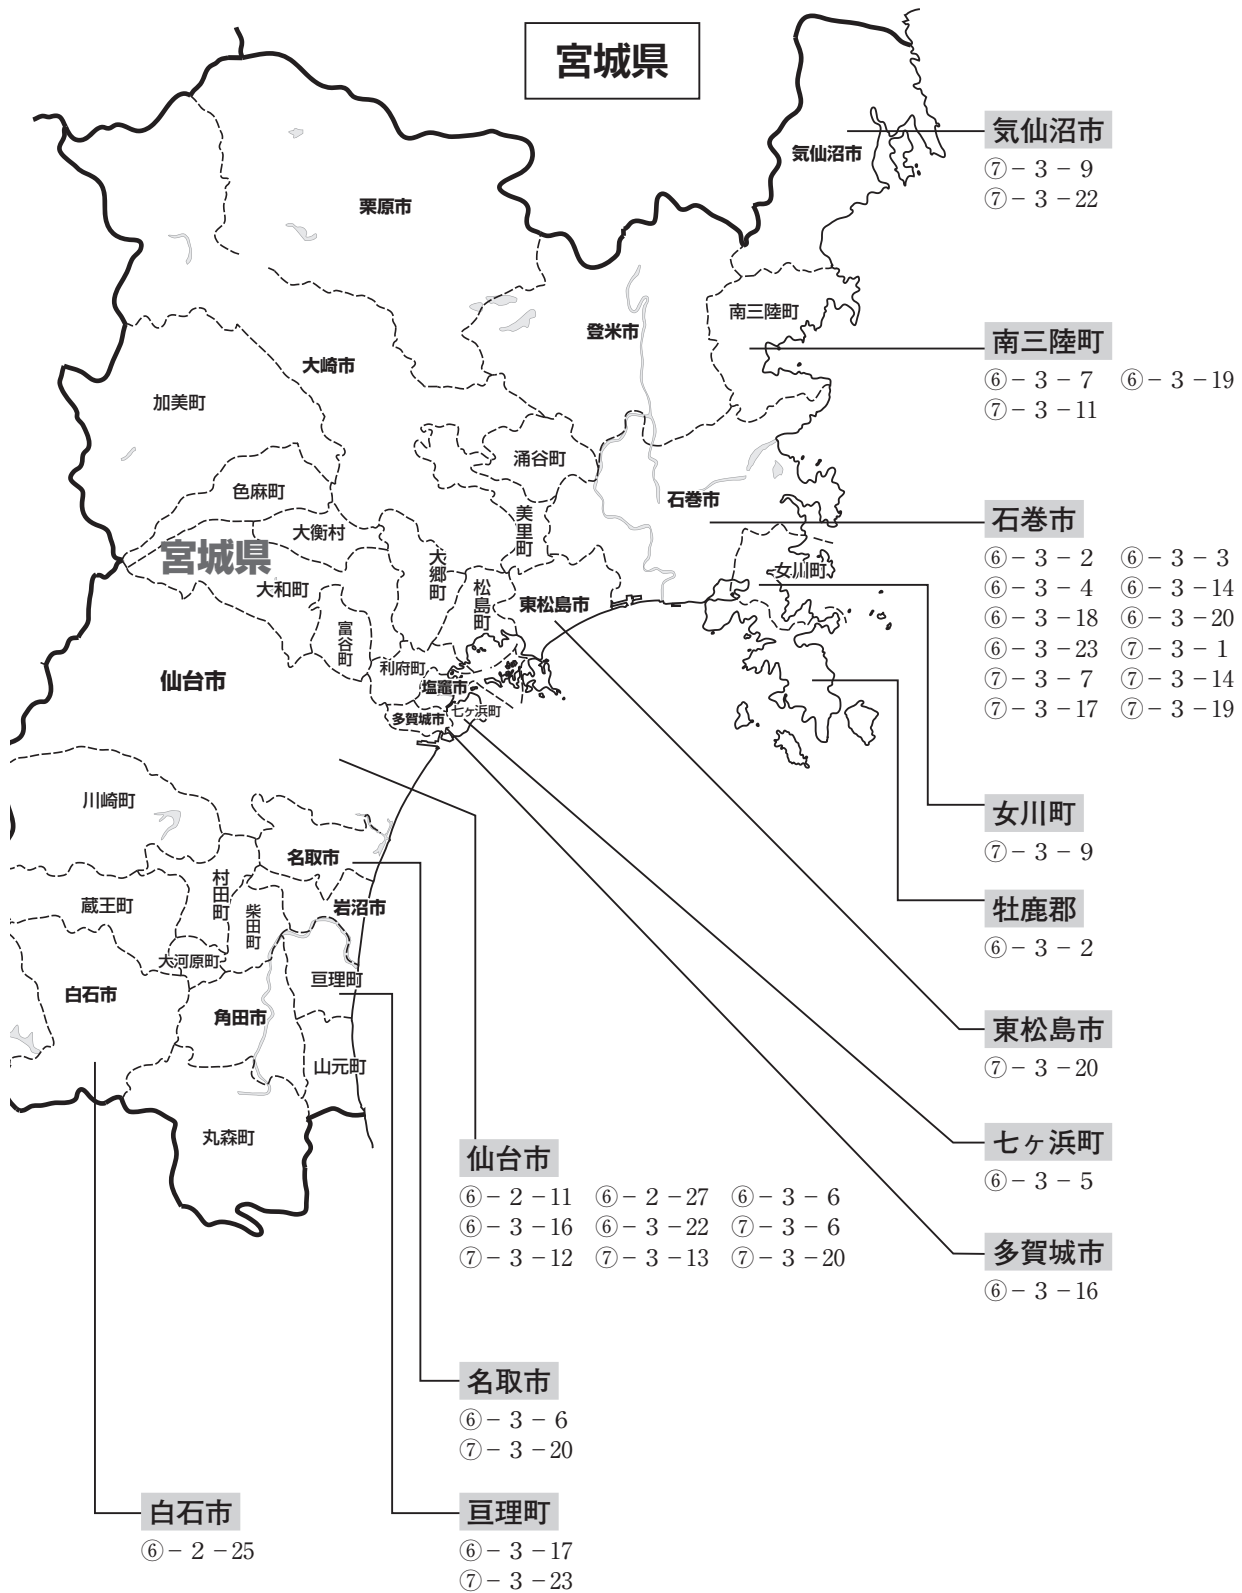 宮城県
気仙沼市
⑦－3－9
⑦－3－22
気仙沼市
栗原市
南三陸町
登米市
南三陸町
⑥－3－7 ⑥－3－19
⑦－3－11
大崎市
加美町
涌谷町
色麻町
石巻市
美里町
大衡村
石巻市
⑥－3－2 ⑥－3－3
⑥－3－4 ⑥－3－14
⑥－3－18 ⑥－3－20
⑥－3－23 ⑦－3－1
⑦－3－7 ⑦－3－14
⑦－3－17 ⑦－3－19
宮城県
大郷町
女川町
大和町
松島町
東松島市
富谷町
利府町
仙台市
塩竈市
七ヶ浜町
多賀城市
川崎町
女川町
⑦－3－9
名取市
村田町
蔵王町
柴田町
岩沼市
牡鹿郡
⑥－3－2
大河原町
亘理町
白石市
角田市
東松島市
⑦－3－20
山元町
丸森町
七ヶ浜町
⑥－3－5
仙台市
⑥－2－11 ⑥－2－27 ⑥－3－6
⑥－3－16 ⑥－3－22 ⑦－3－6
⑦－3－12 ⑦－3－13 ⑦－3－20
多賀城市
⑥－3－16
名取市
⑥－3－6
⑦－3－20
白石市
⑥－2－25
亘理町
⑥－3－17
⑦－3－23